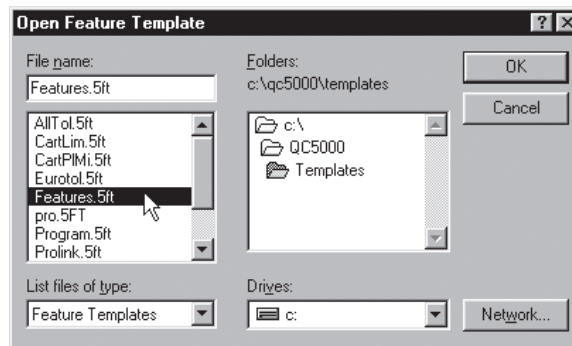 Open Feature Template
File name:
Features.5ft
AllTol.5ft
CartLim.5ft
CartPlMi.5ft
Eurotol.5ft
Features.5ft
pro.5FT
Program.5ft
Prolink.5ft
List files of type:
Feature Templates
Folders:
c:\qc5000\templates
c:\
QC5000
Templates
Drives:
c:
OK
Cancel
Network...